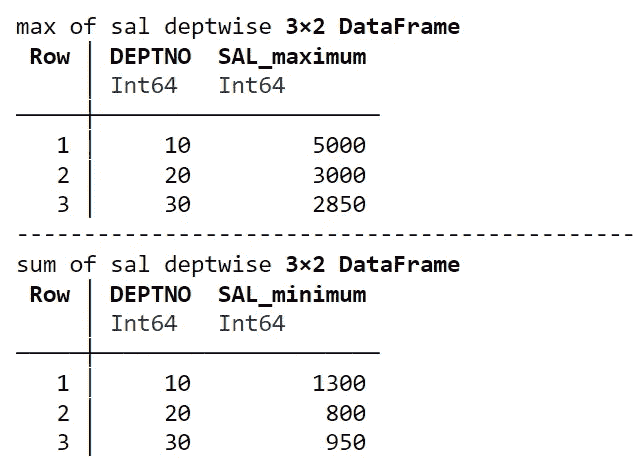 max of sal deptwise 3×2 DataFrame
Row │ DEPTNO  SAL_maximum
    │ Int64   Int64
─────┼─────────────────────
1 │ 10  5000
2 │ 20  3000
3 │ 30  2850
----------------------------------------------
sum of sal deptwise 3×2 DataFrame
Row │ DEPTNO  SAL_minimum
    │ Int64   Int64
─────┼─────────────────────
1 │ 10  1300
2 │ 20  800
3 │ 30  950